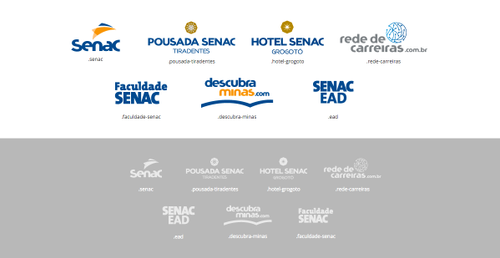 Senac
POUSADA SENAC
TIRADENTES
HOTEL SENAC
GROGOTÓ
rede de
carreiras.com.br
.senac
.pousada-tiradentes
.hotel-grogoto
.rede-carreiras
Faculdade
SENAC
descubra
minas.com
SENAC
EAD
.faculdade-senac
.descubra-minas
.ead
Senac
POUSADA SENAC
TIRADENTES
HOTEL SENAC
GROGOTÓ
rede de
carreiras.com.br
.senac
.pousada-tiradentes
.hotel-grogoto
.rede-carreiras
SENAC
EAD
descubra
minas.com
Faculdade
SENAC
.ead
.descubra-minas
.faculdade-senac